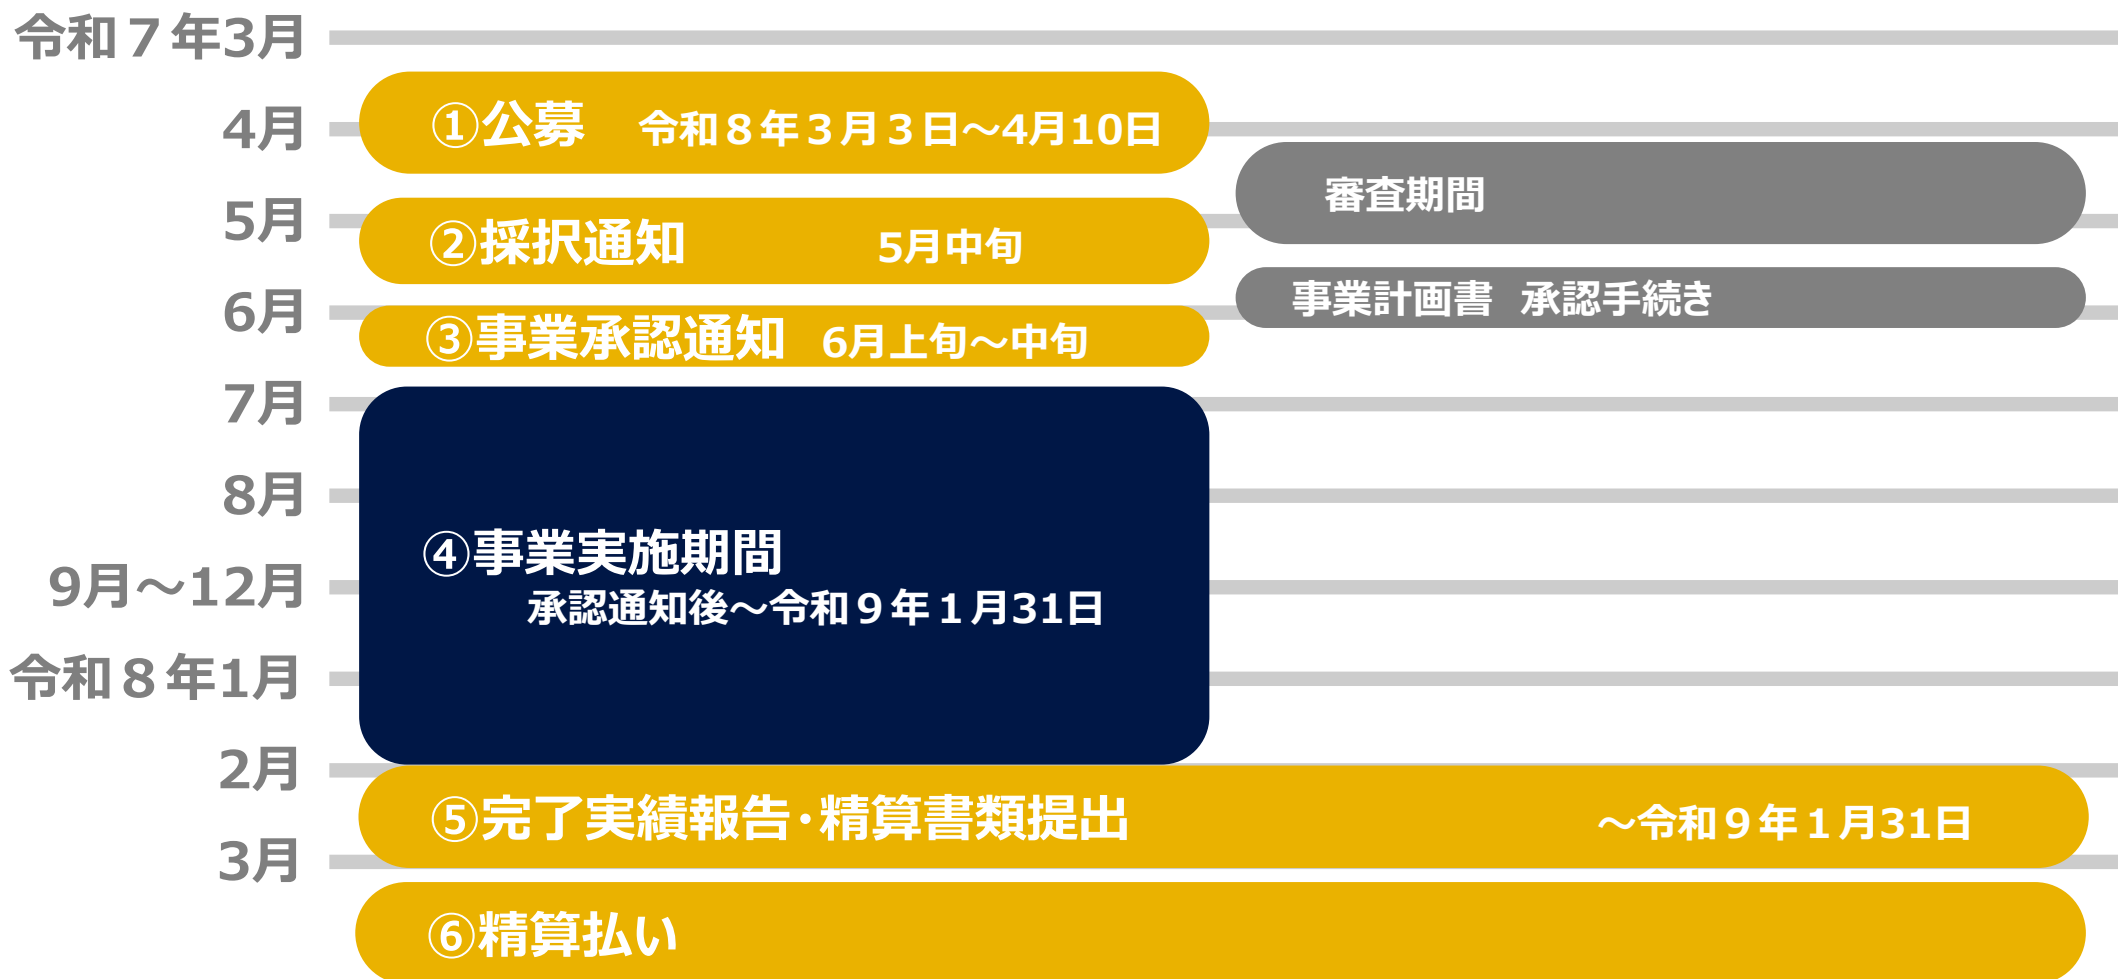 令和７年3月
4月
①公募　令和８年３月３日～4月10日
審査期間
5月
②採択通知　5月中旬
6月
事業計画書　承認手続き
③事業承認通知　6月上旬～中旬
7月
8月
④事業実施期間
9月～12月
承認通知後～令和９年１月31日
令和８年1月
2月
⑤完了実績報告・精算書類提出　～令和９年１月31日
3月
⑥精算払い